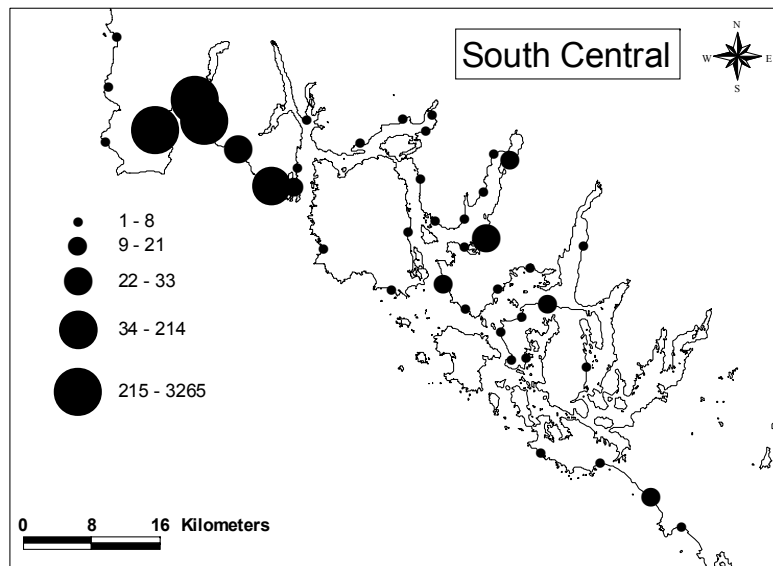 South Central
N
W E
S
1 - 8
9 - 21
22 - 33
34 - 214
215 - 3265
0 8 16 Kilometers